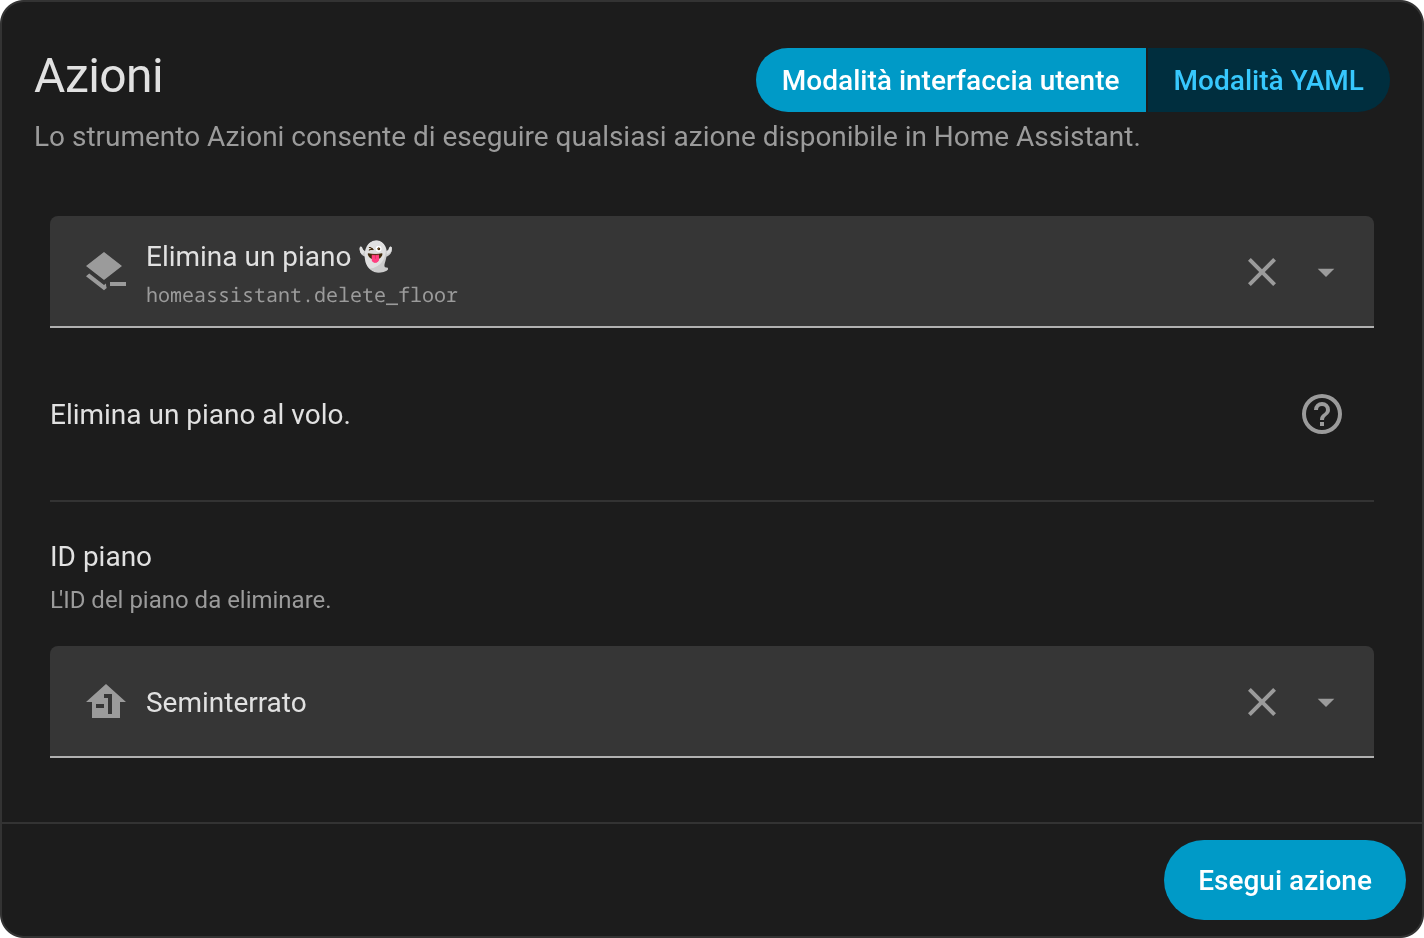 Azioni
Modalità interfaccia utente
Modalità YAML
Lo strumento Azioni consente di eseguire qualsiasi azione disponibile in Home Assistant.
Elimina un piano 👻
homeassistant.delete_floor
Elimina un piano al volo.
ID piano
L'ID del piano da eliminare.
-1
Seminterrato
Esegui azione